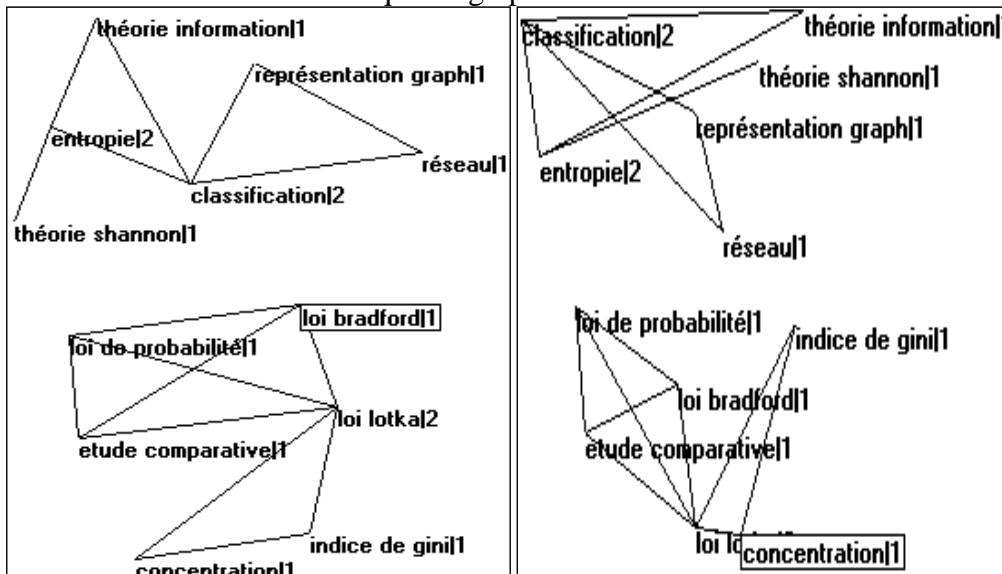 théorie information|1
représentation graph|1
entropie|2
réseau|1
classification|2
théorie shannon|1
loi bradford|1
loi de probabilité|1
loi lotka|2
etude comparative|1
indice de gini|1
concentration|1
classification|2
théorie information|1
théorie shannon|1
représentation graph|1
entropie|2
réseau|1
loi de probabilité|1
indice de gini|1
loi bradford|1
etude comparative|1
loi
concentration|1